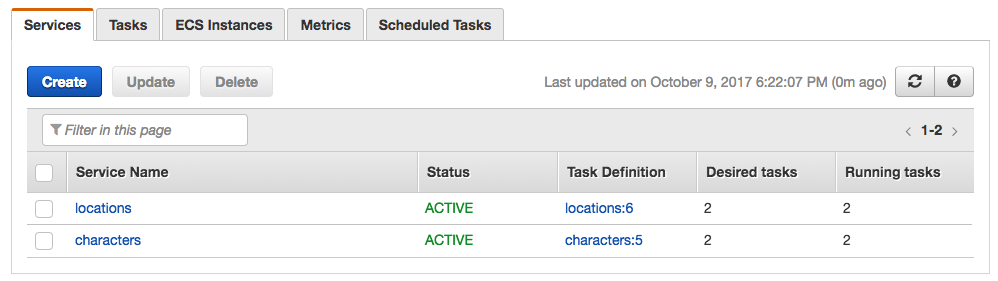 Services Tasks ECS Instances Metrics Scheduled Tasks
Create Update Delete Last updated on October 9, 2017 6:22:07 PM (0m ago)
Filter in this page 1-2
Service Name Status Task Definition Desired tasks Running tasks
locations ACTIVE locations:6 2 2
characters ACTIVE characters:5 2 2